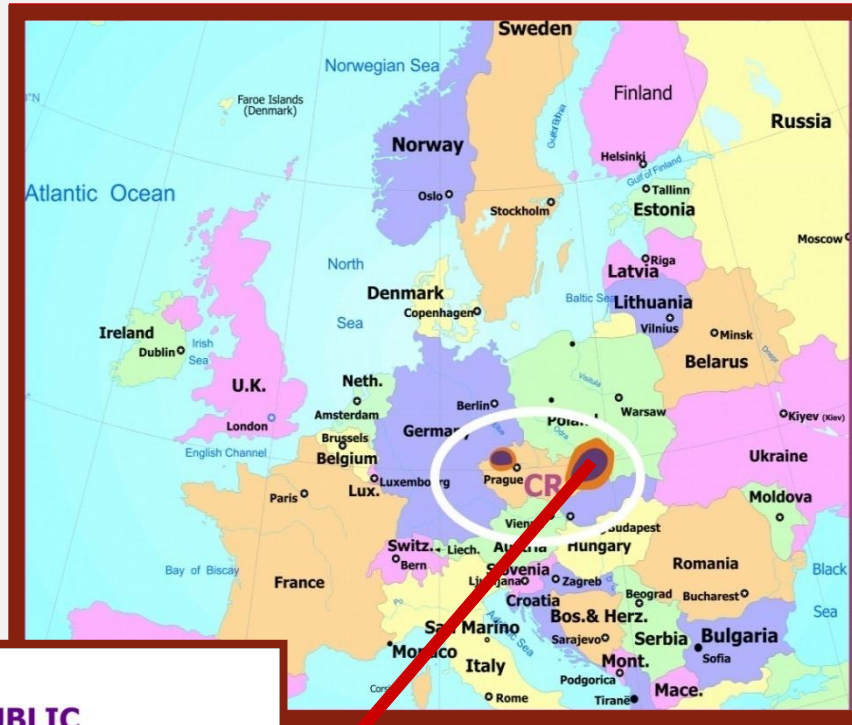 Sweden
Norwegian Sea
Faroe Islands
(Denmark)
Finland
Russia
Norway
Helsinki
Gulf of Finland
Atlantic Ocean
Oslo
Stockholm
Tallinn
Estonia
Moscow
Riga
Latvia
North
Sea
Denmark
Copenhagen
Baltic Sea
Lithuania
Vilnius
Minsk
Belarus
Ireland
Dublin
Irish
Sea
U.K.
London
Neth.
Amsterdam
Berlin
Germany
Warsaw
Kiyev (Kiev)
Brussels
Belgium
English Channel
Lux.
Luxembourg
Prague
CR
Ukraine
Moldova
Paris
Budapest
Switz.
Bern
Liech.
Hungary
Romania
Bay of Biscay
France
Zagreb
Croatia
Beograd
Bucharest
Black
Sea
Bos.& Herz.
Sarajevo
Serbia
Bulgaria
Sofia
Italy
Mont.
Podgorica
Rome
Tiranë
Mace.